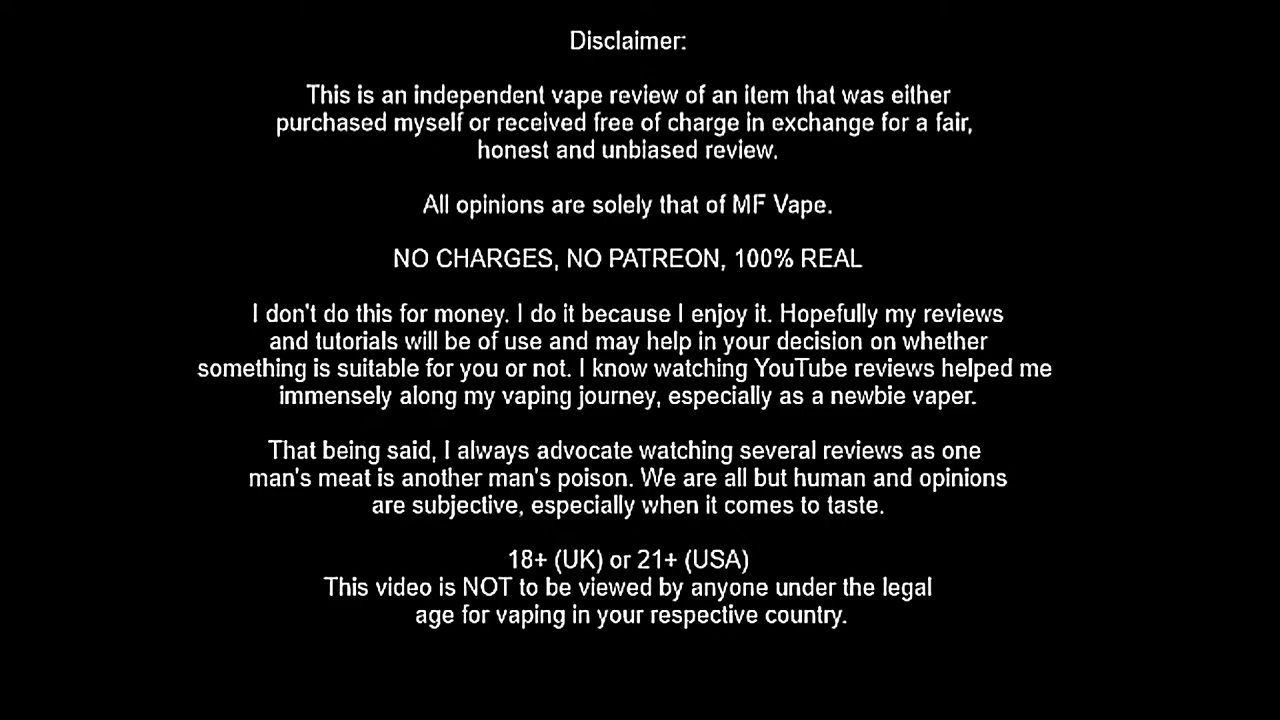 Disclaimer:
This is an independent vape review of an item that was either
purchased myself or received free of charge in exchange for a fair,
honest and unbiased review.
All opinions are solely that of MF Vape.
NO CHARGES, NO PATREON, 100% REAL
I don't do this for money. I do it because I enjoy it. Hopefully my reviews
and tutorials will be of use and may help in your decision on whether
something is suitable for you or not. I know watching YouTube reviews helped me
immensely along my vaping journey, especially as a newbie vaper.
That being said, I always advocate watching several reviews as one
man's meat is another man's poison. We are all but human and opinions
are subjective, especially when it comes to taste.
18+ (UK) or 21+ (USA)
This video is NOT to be viewed by anyone under the legal
age for vaping in your respective country.